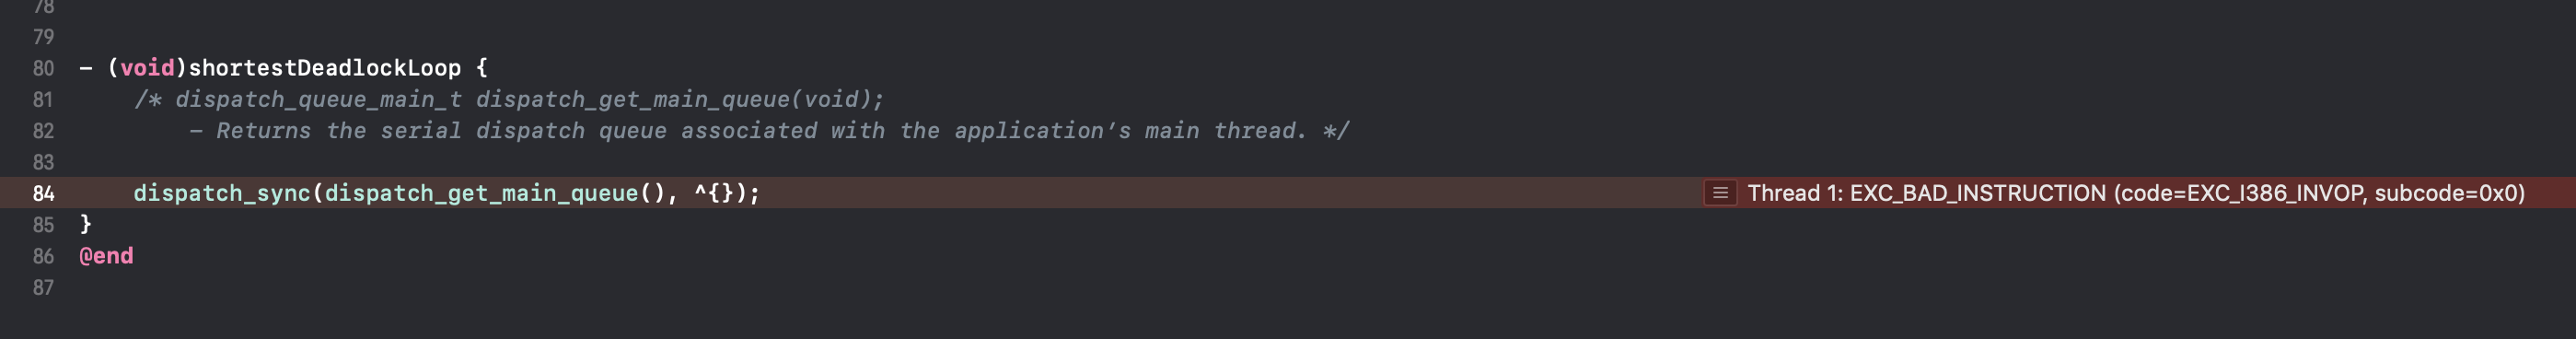 78
79
80 - (void)shortestDeadlockLoop {
81 /* dispatch_queue_main_t dispatch_get_main_queue(void);
82 - Returns the serial dispatch queue associated with the application’s main thread. */
83
84 dispatch_sync(dispatch_get_main_queue(), ^{}); Thread 1: EXC_BAD_INSTRUCTION (code=EXC_I386_INVOP, subcode=0x0)
85 }
86 @end
87